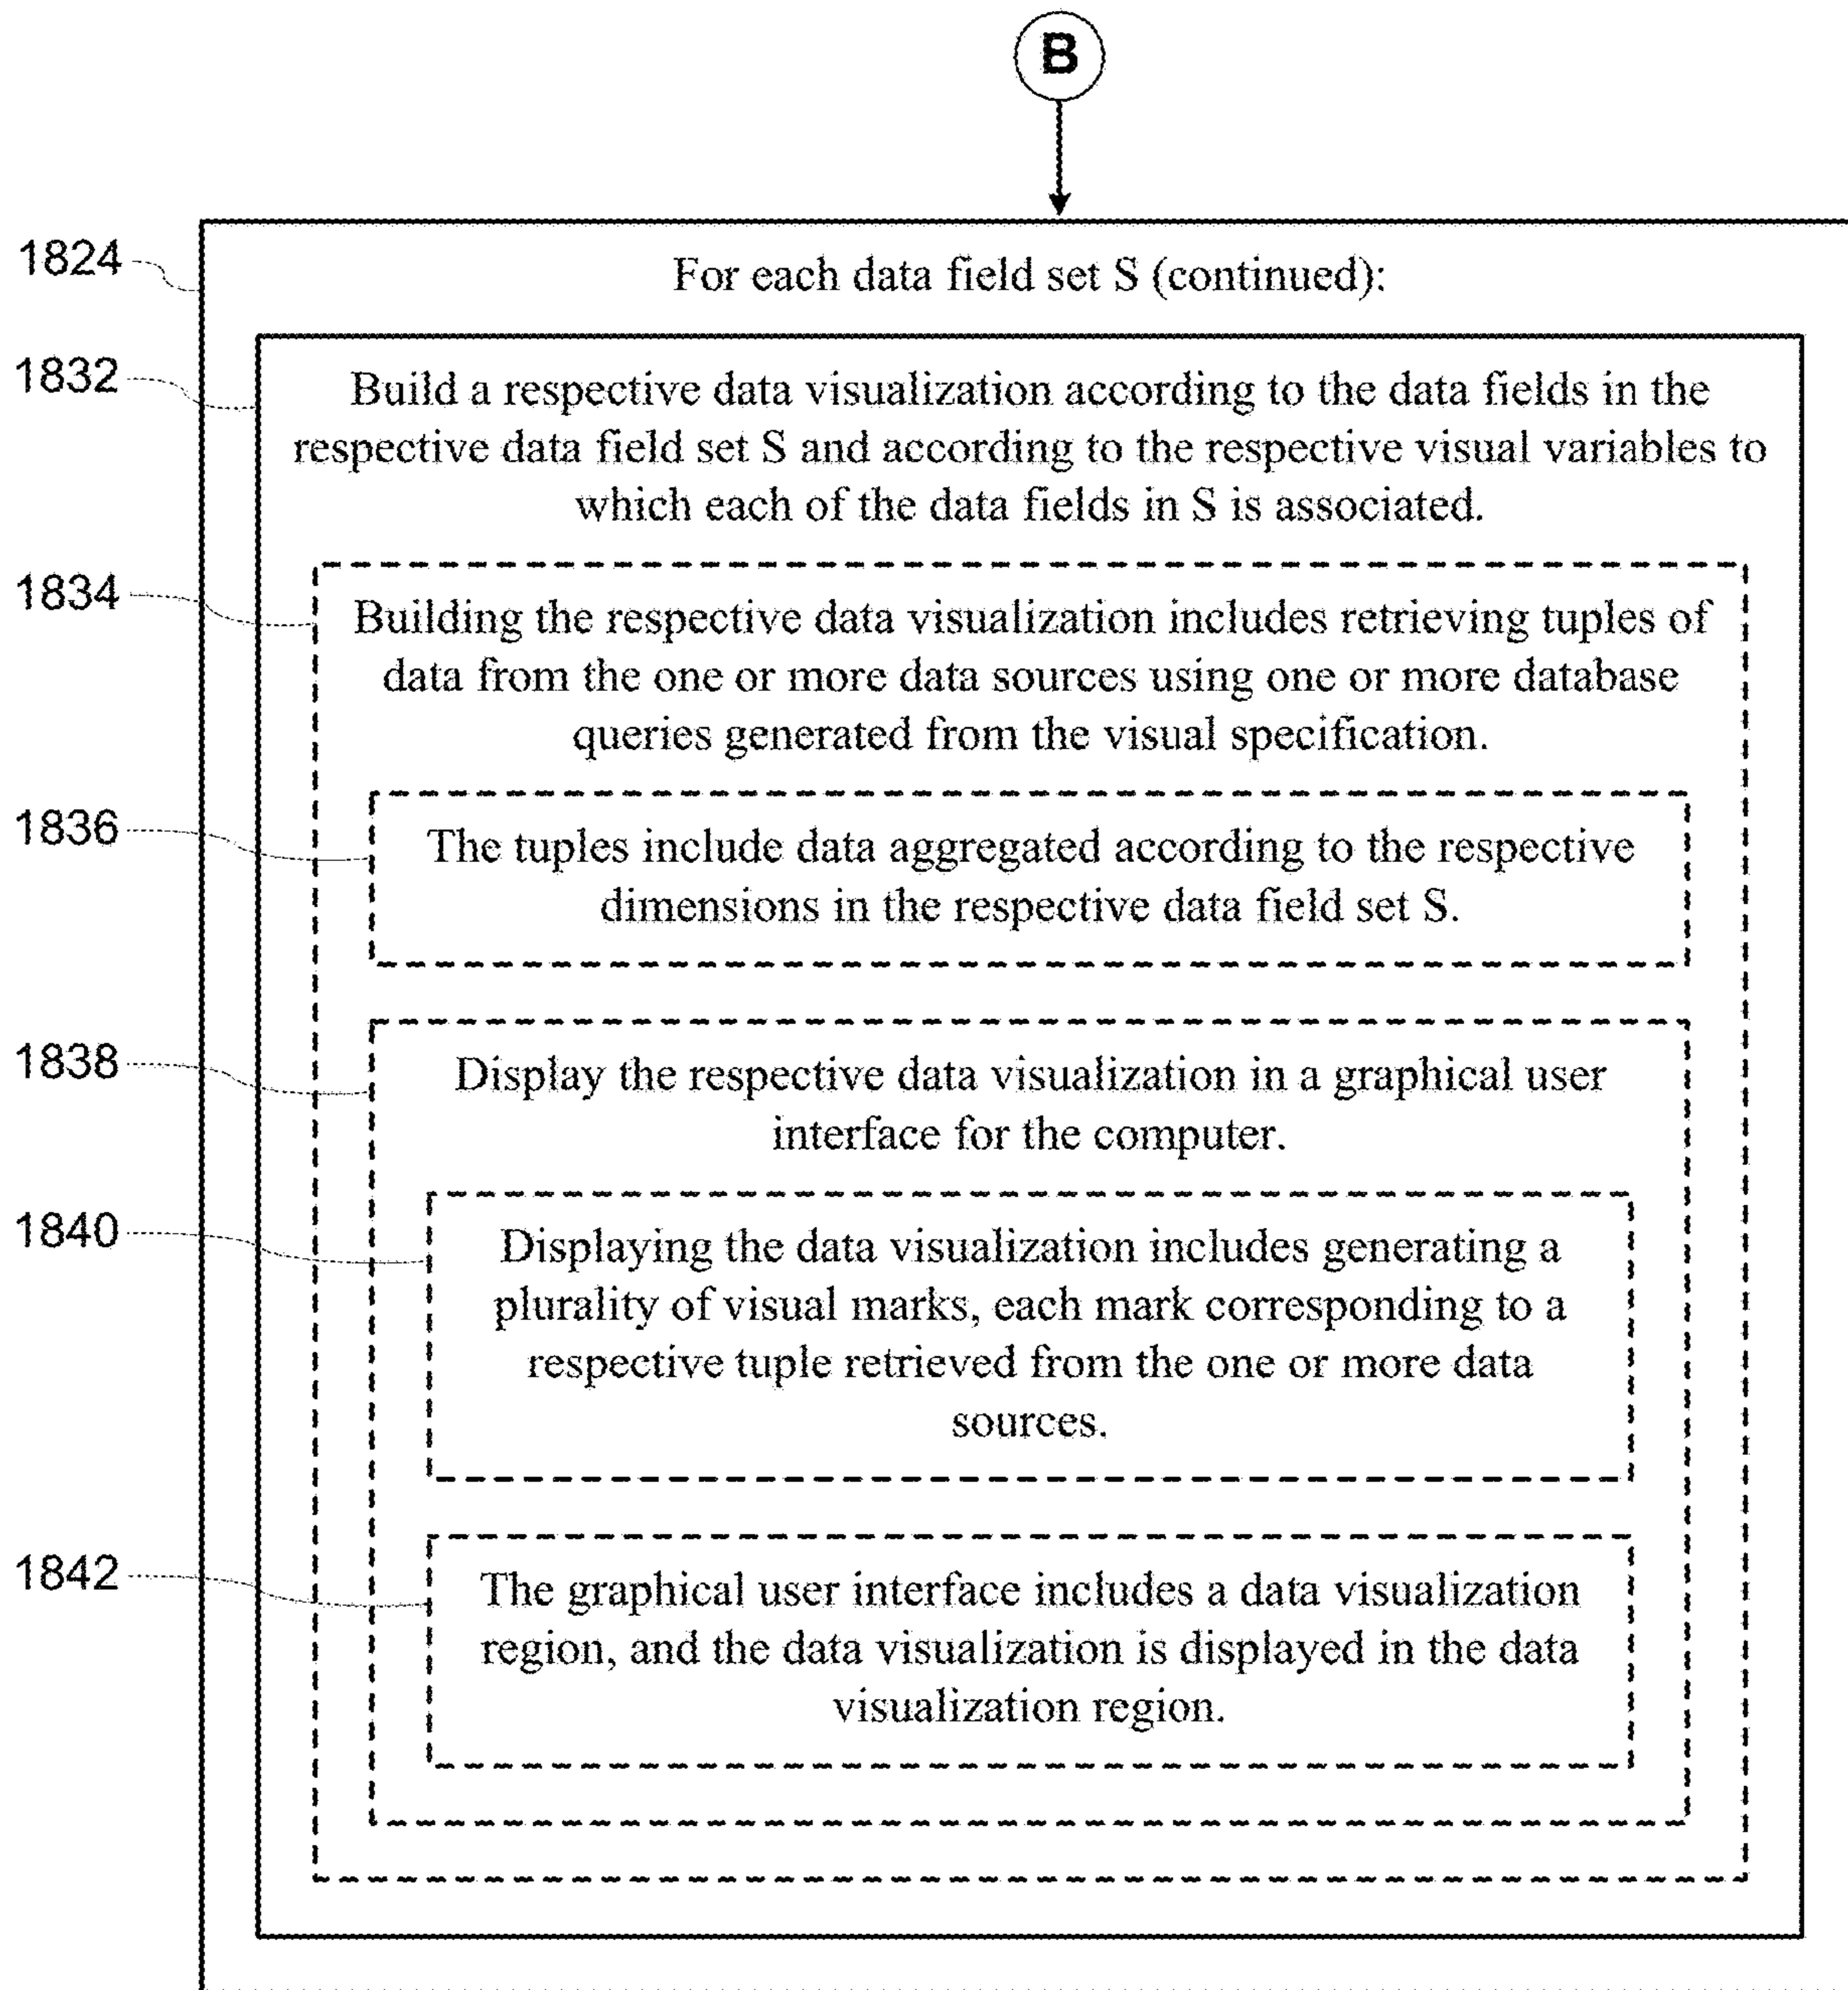 B
1824
For each data field set S (continued):
1832
Build a respective data visualization according to the data fields in the
respective data field set S and according to the respective visual variables to
which each of the data fields in S is associated.
1834
Building the respective data visualization includes retrieving tuples of
data from the one or more data sources using one or more database
queries generated from the visual specification.
1836
The tuples include data aggregated according to the respective
dimensions in the respective data field set S.
1838
Display the respective data visualization in a graphical user
interface for the computer.
1840
Displaying the data visualization includes generating a
plurality of visual marks, each mark corresponding to a
respective tuple retrieved from the one or more data
sources.
1842
The graphical user interface includes a data visualization
region, and the data visualization is displayed in the data
visualization region.